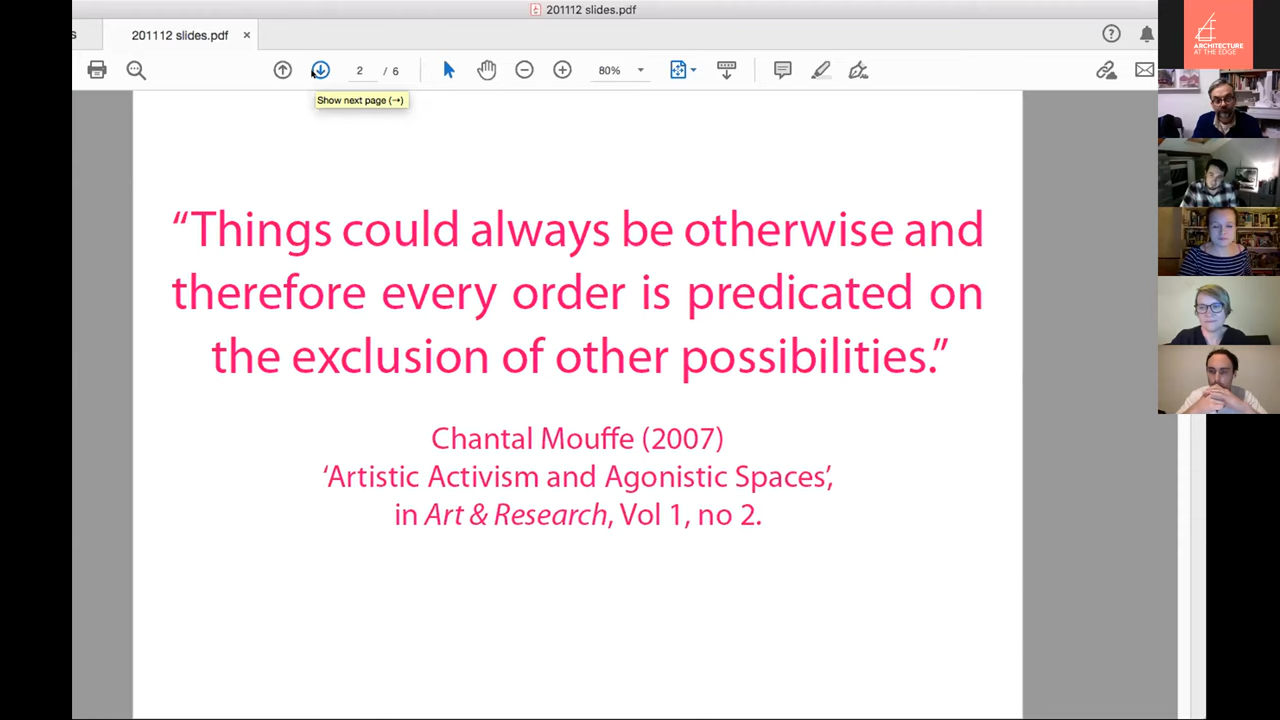 201112 slides.pdf
s
201112 slides.pdf ×
2 / 6
80%
Show next page (→)
ARCHITECTURE
AT THE EDGE
“Things could always be otherwise and
therefore every order is predicated on
the exclusion of other possibilities.”
Chantal Mouffe (2007)
‘Artistic Activism and Agonistic Spaces’,
in Art & Research, Vol 1, no 2.